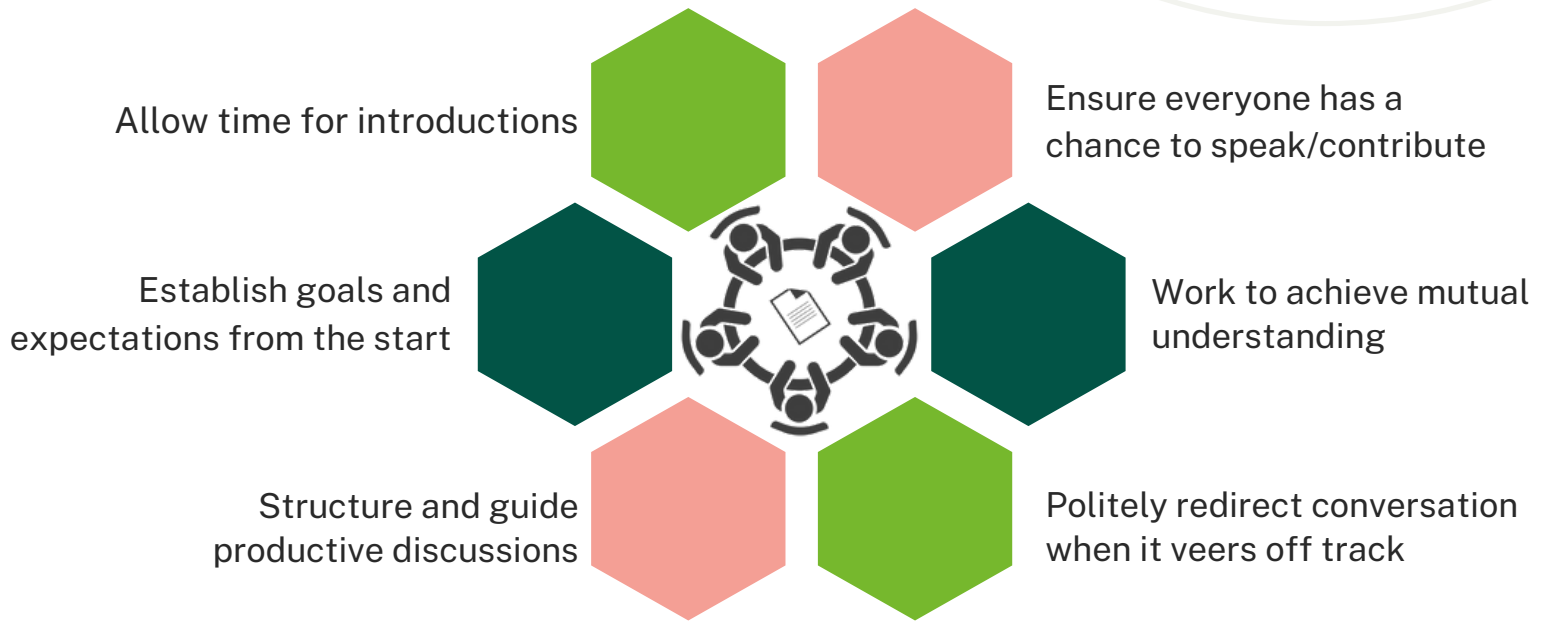 Allow time for introductions
Establish goals and
expectations from the start
Structure and guide
productive discussions
Ensure everyone has a
chance to speak/contribute
Work to achieve mutual
understanding
Politely redirect conversation
when it veers off track